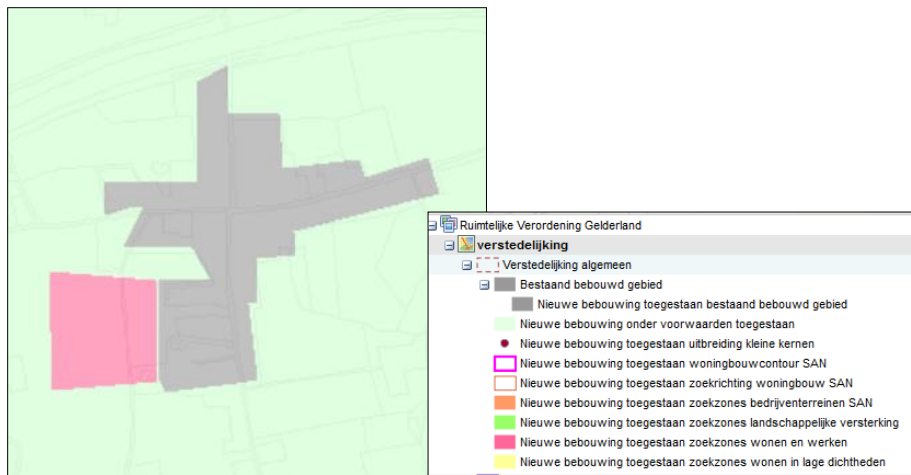 Ruimtelijke Verordening Gelderland
verstedelijking
Verstedelijking algemeen
Bestaand bebouwd gebied
Nieuwe bebouwing toegestaan bestaand bebouwd gebied
Nieuwe bebouwing onder voorwaarden toegestaan
Nieuwe bebouwing toegestaan uitbreiding kleine kernen
Nieuwe bebouwing toegestaan woningbouwcontour SAN
Nieuwe bebouwing toegestaan zoekrichting woningbouw SAN
Nieuwe bebouwing toegestaan zoekzones bedrijventerreinen SAN
Nieuwe bebouwing toegestaan zoekzones landschappelijke versterking
Nieuwe bebouwing toegestaan zoekzones wonen en werken
Nieuwe bebouwing toegestaan zoekzones wonen in lage dichtheden